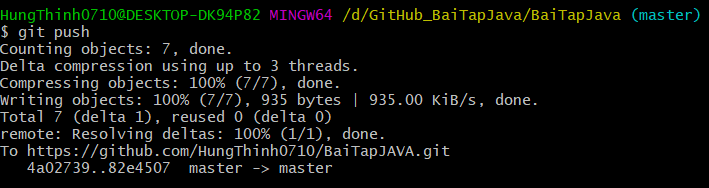 HungThinh0710@DESKTOP-DK94P82 MINGW64 /d/GitHub_BaiTapJava/BaiTapJava (master)
$ git push
Counting objects: 7, done.
Delta compression using up to 3 threads.
Compressing objects: 100% (7/7), done.
Writing objects: 100% (7/7), 935 bytes | 935.00 KiB/s, done.
Total 7 (delta 1), reused 0 (delta 0)
remote: Resolving deltas: 100% (1/1), done.
To https://github.com/HungThinh0710/BaiTapJAVA.git
   4a02739..82e4507  master -> master